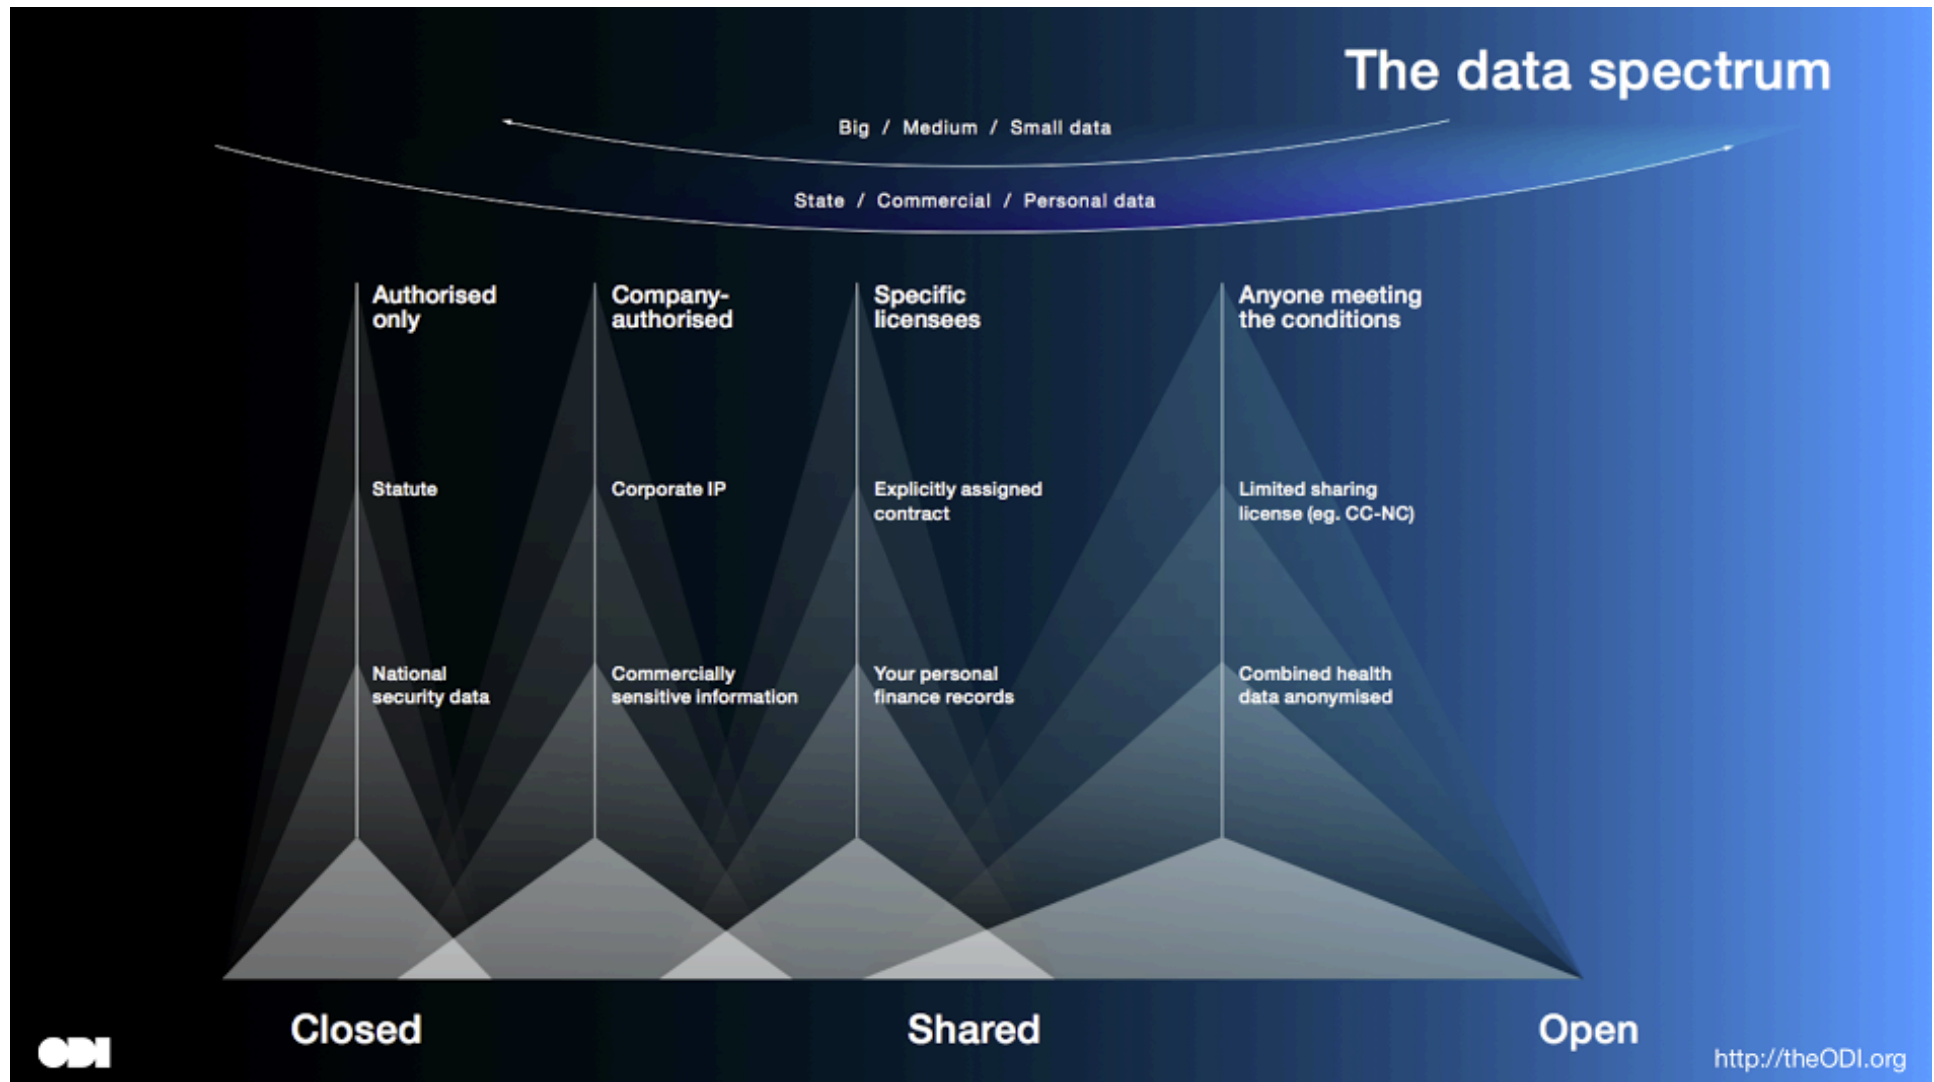 The data spectrum
Big / Medium / Small data
State / Commercial / Personal data
Authorised
only
Company-
authorised
Specific
licensees
Anyone meeting
the conditions
Statute
Corporate IP
Explicitly assigned
contract
Limited sharing
license (eg. CC-NC)
National
security data
Commercially
sensitive information
Your personal
finance records
Combined health
data anonymised
Closed
Shared
Open
ODI
http://theODI.org